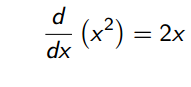 d/dx (x²) = 2x